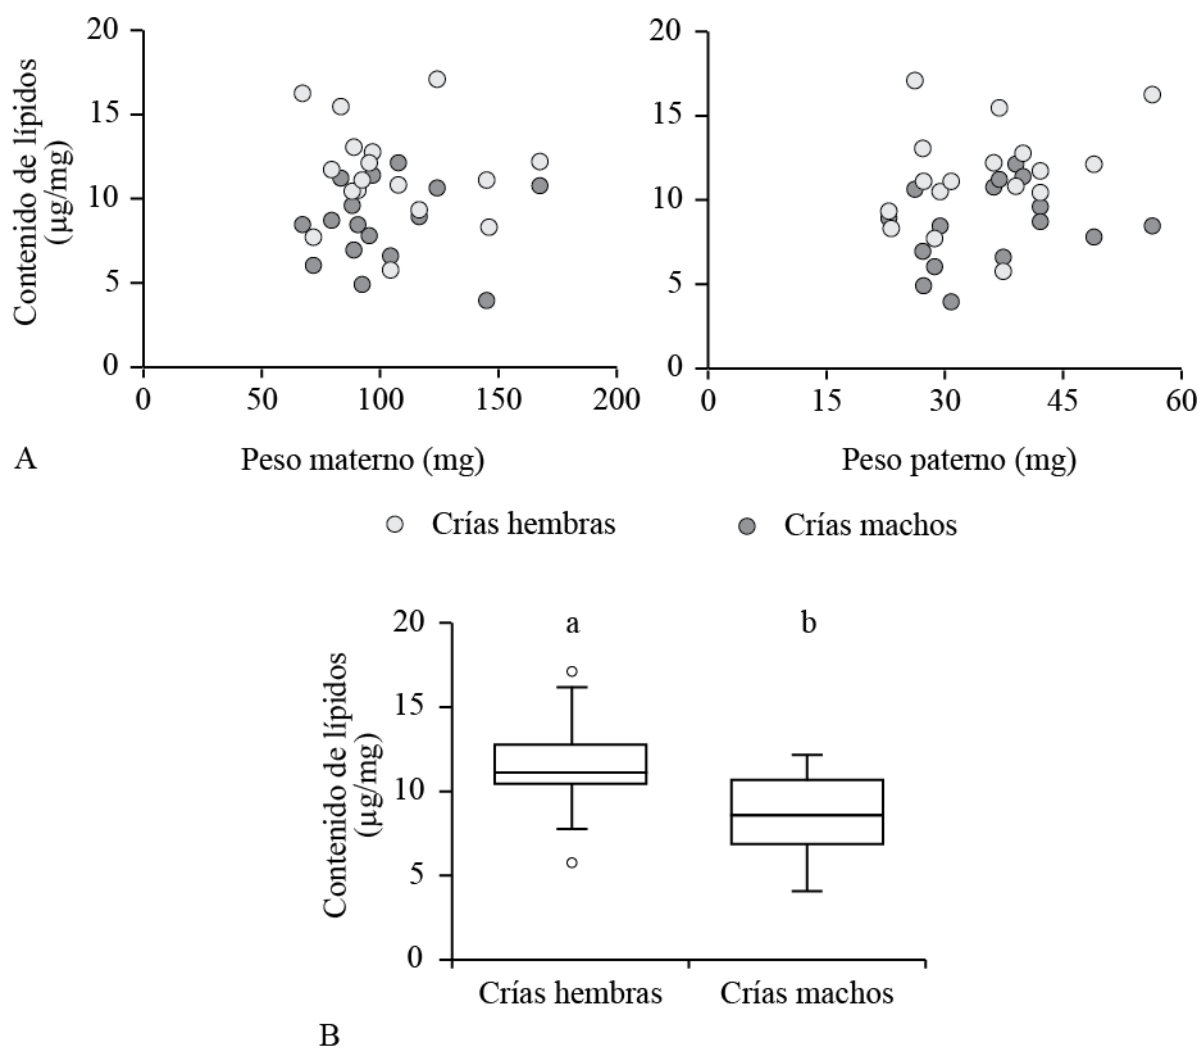 20
15
10
5
0
Contenido de lípidos
(µg/mg)
0 50 100 150 200
Peso materno (mg)
A
20
15
10
5
0
0 15 30 45 60
Peso paterno (mg)
Crías hembras
Crías machos
20
15
10
5
0
Contenido de lípidos
(µg/mg)
a b
Crías hembras Crías machos
B